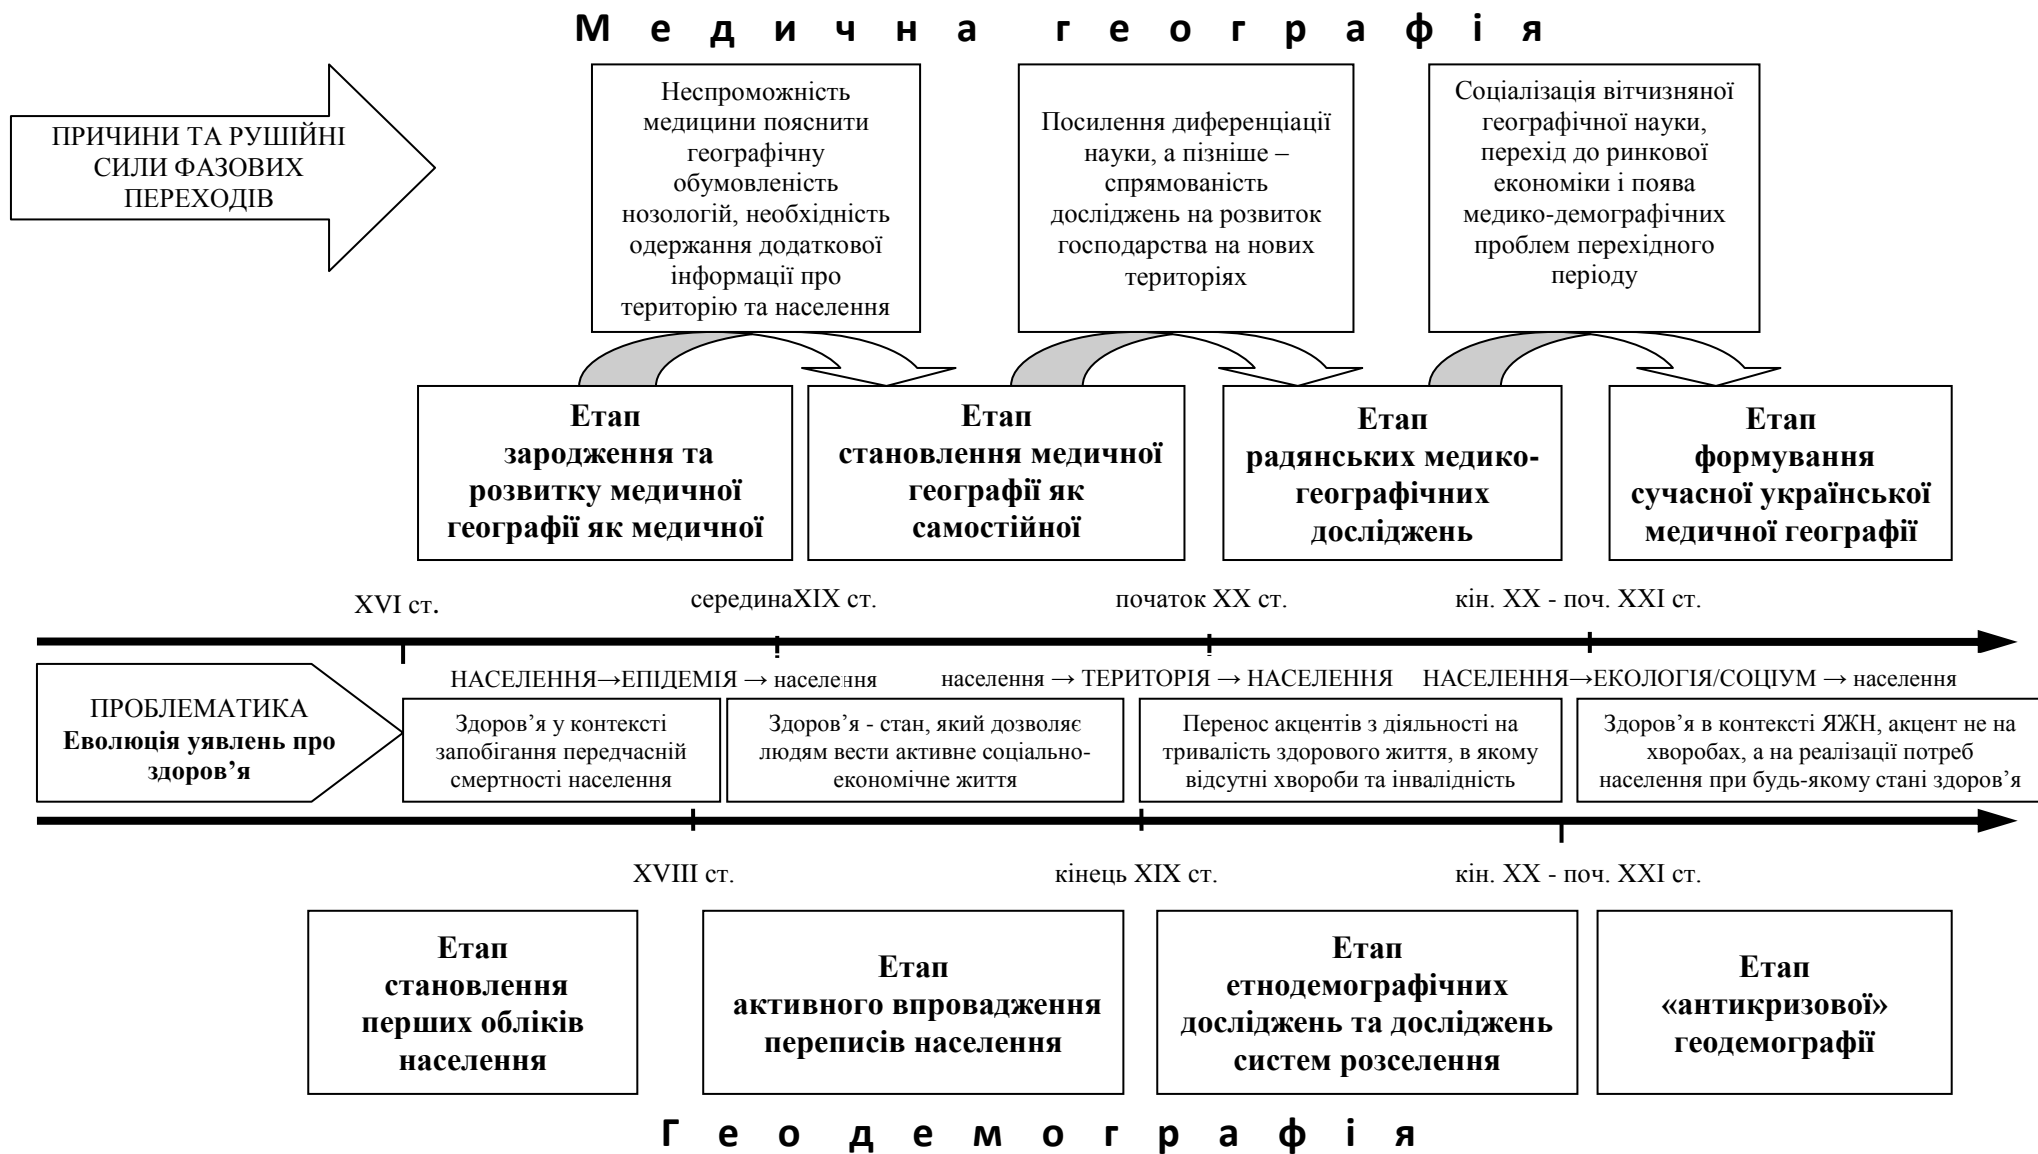 Медична географія
ПРИЧИНИ ТА РУШІЙНІ
СИЛИ ФАЗОВИХ
ПЕРЕХОДІВ
Неспроможність
медицини пояснити
географічну
обумовленість
нозологій, необхідність
одержання додаткової
інформації про
територію та населення
Посилення диференціації
науки, а пізніше –
спрямованість
досліджень на розвиток
господарства на нових
територіях
Соціалізація вітчизняної
географічної науки,
перехід до ринкової
економіки і поява
медико-демографічних
проблем перехідного
періоду
Етап
зародження та
розвитку медичної
географії як медичної
Етап
становлення медичної
географії як
самостійної
Етап
радянських медико-
географічних
досліджень
Етап
формування
сучасної української
медичної географії
XVI ст.
серединаXIX ст.
початок XX ст.
кін. XX - поч. XXI ст.
НАСЕЛЕННЯ→ЕПІДЕМІЯ → населення
населення → ТЕРИТОРІЯ → НАСЕЛЕННЯ
НАСЕЛЕННЯ→ЕКОЛОГІЯ/СОЦІУМ → населення
ПРОБЛЕМАТИКА
Еволюція уявлень про
здоров’я
Здоров’я у контексті
запобігання передчасній
смертності населення
Здоров’я - стан, який дозволяє
людям вести активне соціально-
економічне життя
Перенос акцентів з діяльності на
тривалість здорового життя, в якому
відсутні хвороби та інвалідність
Здоров’я в контексті ЯЖН, акцент не на
хворобах, а на реалізації потреб
населення при будь-якому стані здоров’я
XVIII ст.
кінець XIX ст.
кін. XX - поч. XXI ст.
Етап
становлення
перших обліків
населення
Етап
активного впровадження
переписів населення
Етап
етнодемографічних
досліджень та досліджень
систем розселення
Етап
«антикризової»
геодемографії
Геодемографія